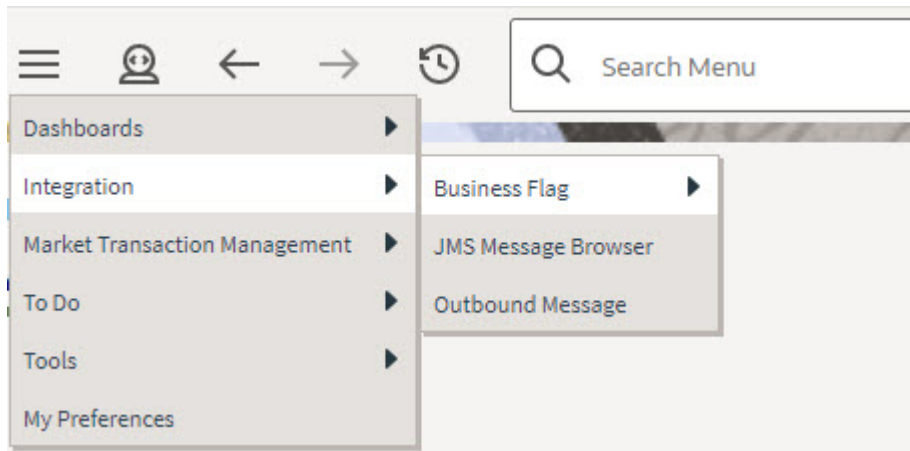 Search Menu
Dashboards
Integration
Business Flag
Market Transaction Management
JMS Message Browser
To Do
Outbound Message
Tools
My Preferences